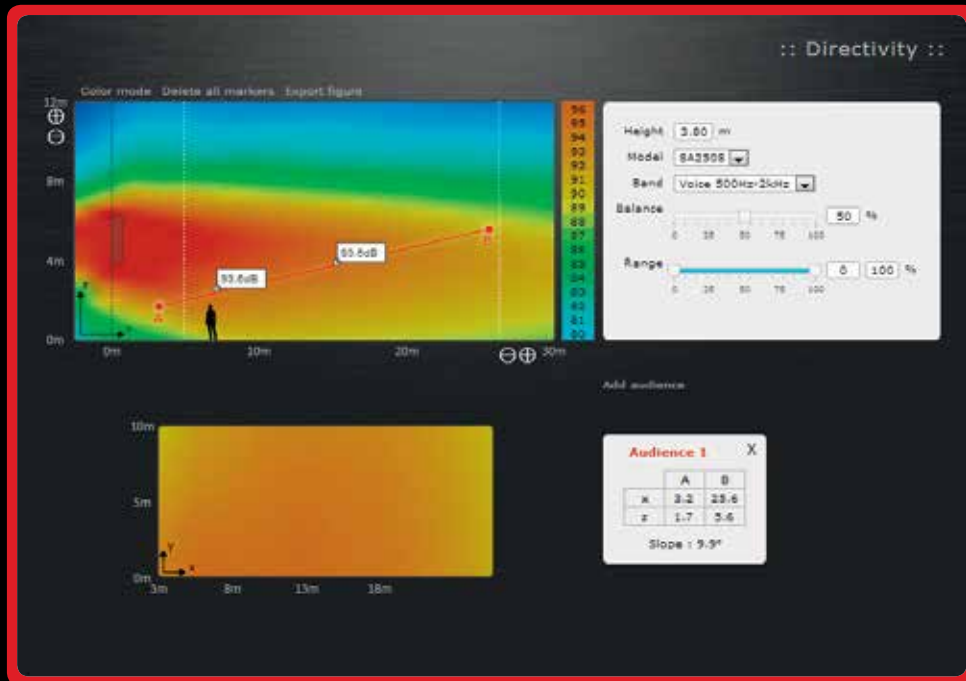 :: Directivity ::
Color mode Delete all markers Export figure
12m
8m
4m
0m
0m 10m 20m 30m
A
B
93.6dB
x
96
95
94
93
92
91
90
89
88
87
86
85
84
83
82
81
80
Height 3.80 m
Model
Band Voice 500Hz-2kHz
Balance 50 %
0 25 50 75 100
Range 0 100 %
0 25 50 75 100
Add audience
10m
5m
0m
Y
x
3m 8m 13m 18m
Audience 1 X
A B
x 3.2 25.6
z 1.7 5.6
Slope : 9.9°